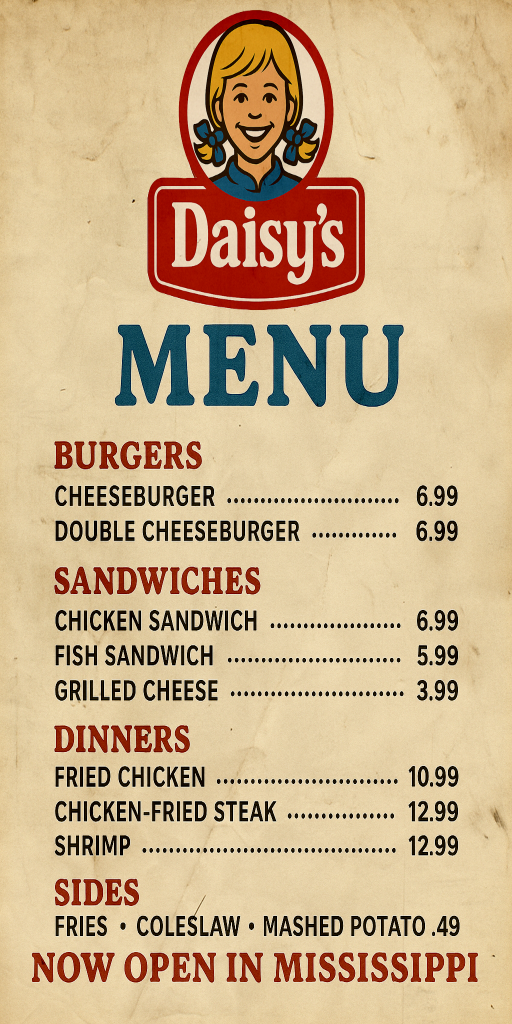 Daisy's
MENU
BURGERS
CHEESEBURGER ........................... 6.99
DOUBLE CHEESEBURGER ............. 6.99
SANDWICHES
CHICKEN SANDWICH .................... 6.99
FISH SANDWICH ........................... 5.99
GRILLED CHEESE ........................... 3.99
DINNERS
FRIED CHICKEN ............................ 10.99
CHICKEN-FRIED STEAK ................ 12.99
SHRIMP ....................................... 12.99
SIDES
FRIES • COLESLAW • MASHED POTATO .49
NOW OPEN IN MISSISSIPPI